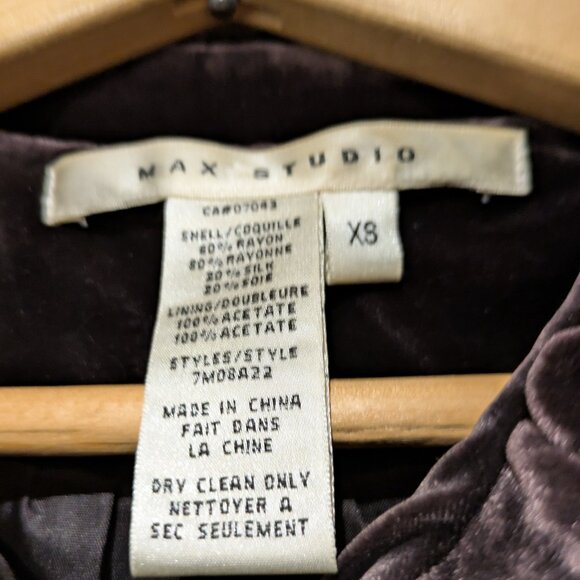 MAX STUDIO
CA#07043
XS
SHELL/COQUILLE
80% RAYON
80% RAYONNE
20% SILK
20% SOIE
LINING/DOUBLEURE
100% ACETATE
100% ACETATE
STYLES/STYLE
7M08A22
MADE IN CHINA
FAIT DANS
LA CHINE
DRY CLEAN ONLY
NETTOYER A
SEC SEULEMENT